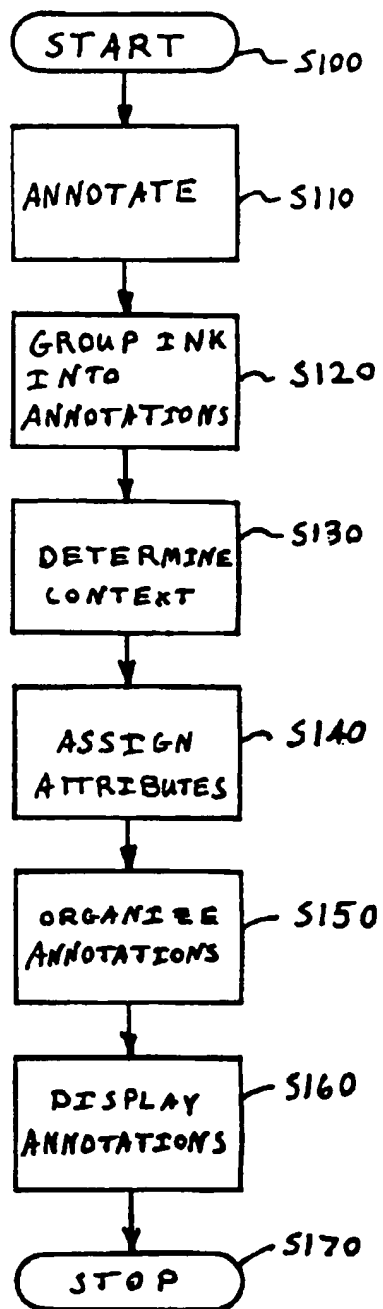 START
S100
ANNOTATE
S110
GROUP INK
INTO
ANNOTATIONS
S120
S130
DETERMINE
CONTEXT
ASSIGN
ATTRIBUTES
S140
ORGANIZE
ANNOTATIONS
S150
S160
DISPLAY
ANNOTATIONS
S170
STOP